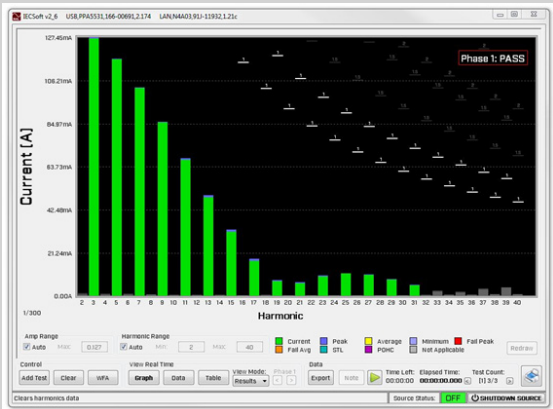 IECSoft v2_6 USB,PPA5531,166-00691,2.174 LAN,N4A03,91J-11932,1.21c
127.45mA
Phase 1: PASS
106.21mA
84.97mA
63.73mA
42.48mA
21.24mA
0.00A
Current [A]
2 3 4 5 6 7 8 9 10 11 12 13 14 15 16 17 18 19 20 21 22 23 24 25 26 27 28 29 30 31 32 33 34 35 36 37 38 39 40
Harmonic
1/300
Amp Range
Auto Max: 0.127
Harmonic Range
Auto Min: 2 Max: 40
Current Peak Average Minimum Fail Peak
Fail Avg STL POHC Not Applicable
Redraw
Control
Add Test Clear WFA
View Real Time
Graph Data Table
View Mode: Phase 1
Results < >
Data
Export Note
Time Left: Elapsed Time: Test Count:
00:00:00 00:00:00.000 [1] 3/3
Clears harmonics data
Source Status: OFF SHUTDOWN SOURCE